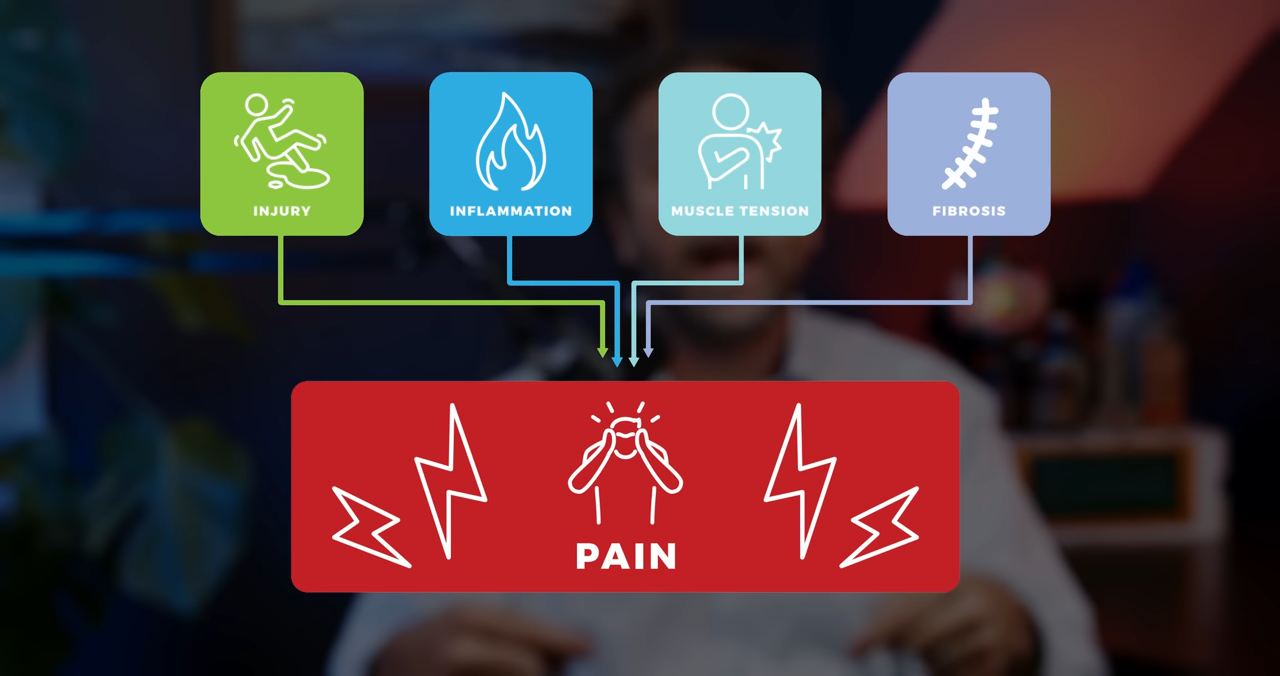 INJURY
INFLAMMATION
MUSCLE TENSION
FIBROSIS
PAIN